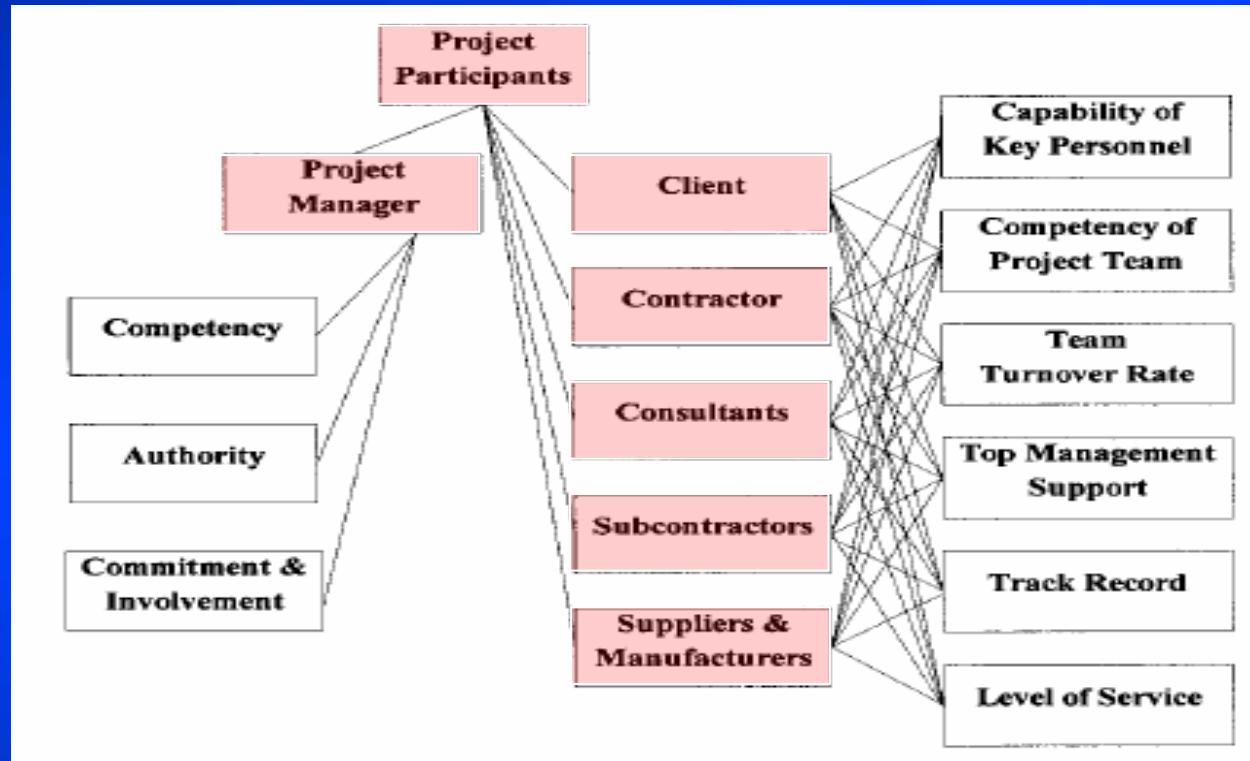 Project
Participants
Project
Manager
Competency
Authority
Commitment &
Involvement
Client
Contractor
Consultants
Subcontractors
Suppliers &
Manufacturers
Capability of
Key Personnel
Competency of
Project Team
Team
Turnover Rate
Top Management
Support
Track Record
Level of Service